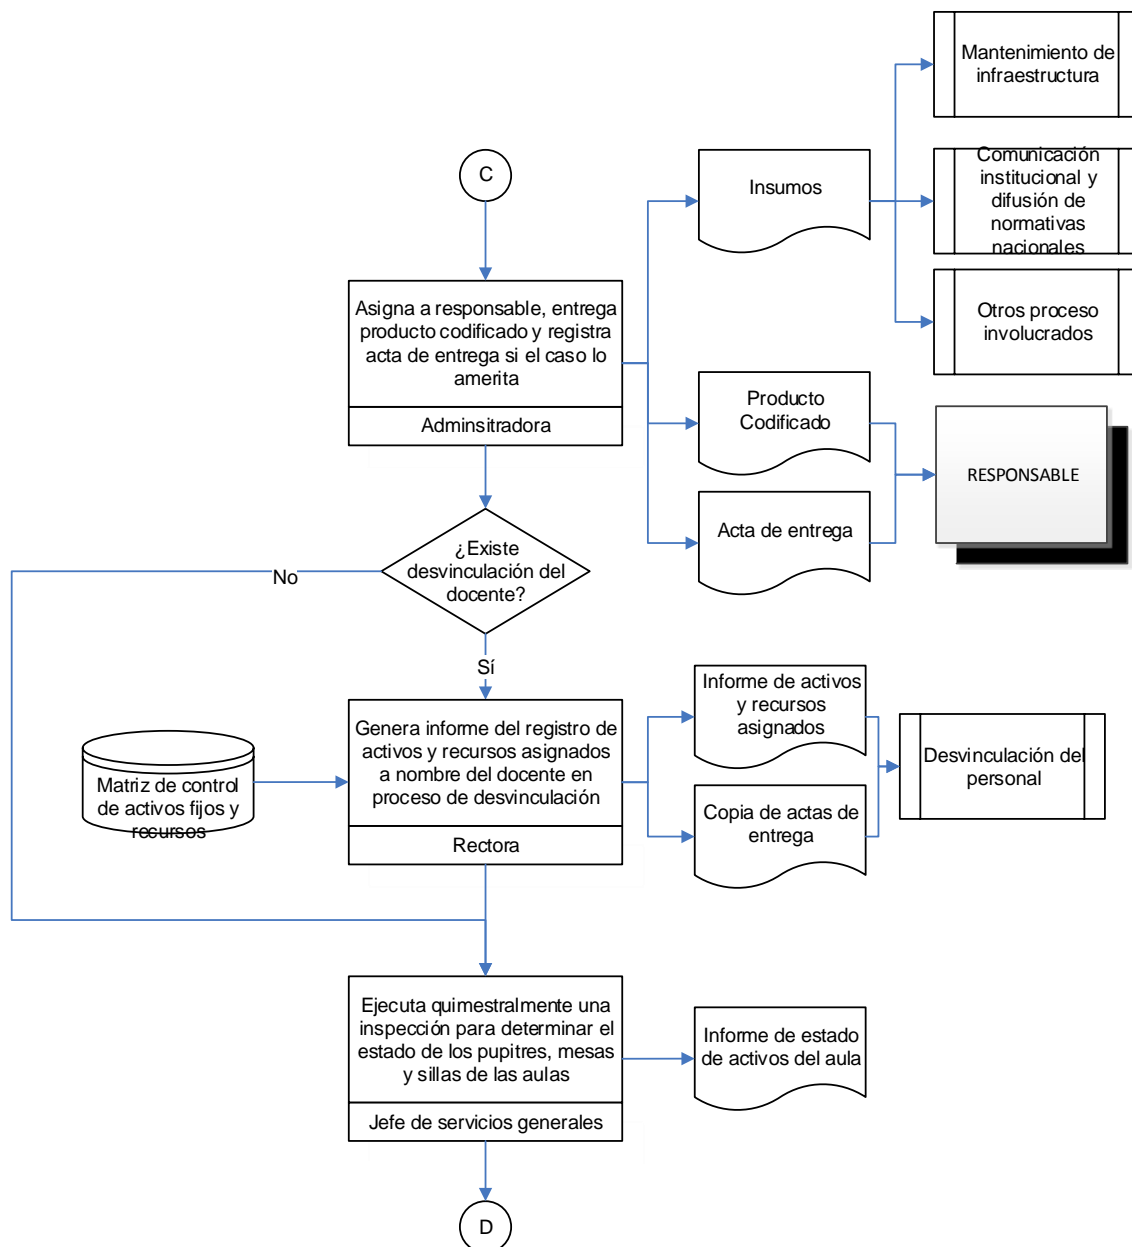 Mantenimiento de
infraestructura
C
Insumos
Comunicación
institucional y
difusión de
normativas
nacionales
Asigna a responsable, entrega
producto codificado y registra
acta de entrega si el caso lo
amerita
Adminsitradora
Otros proceso
involucrados
Producto
Codificado
RESPONSABLE
Acta de entrega
¿Existe
desvinculación del
docente?
No
Sí
Informe de activos
y recursos
asignados
Genera informe del registro de
activos y recursos asignados
a nombre del docente en
proceso de desvinculación
Rectora
Matriz de control
de activos fijos y
recursos
Desvinculación del
personal
Copia de actas de
entrega
Ejecuta quimestralmente una
inspección para determinar el
estado de los pupitres, mesas
y sillas de las aulas
Jefe de servicios generales
Informe de estado
de activos del aula
D